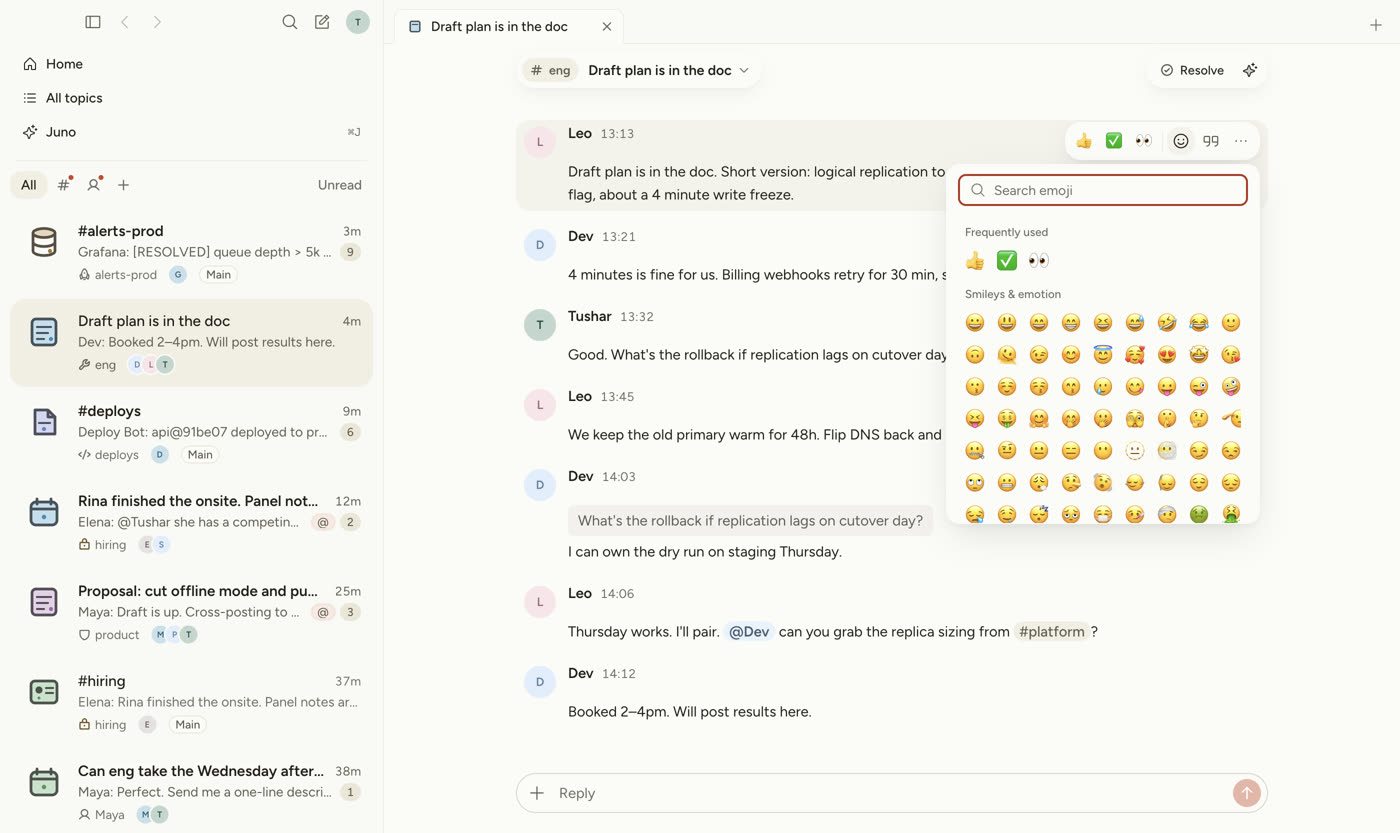 T
Draft plan is in the doc
Home
All topics
Juno ⌘J
All # Unread
#alerts-prod 3m
Grafana: [RESOLVED] queue depth > 5k ... 9
alerts-prod G Main
Draft plan is in the doc 4m
Dev: Booked 2–4pm. Will post results here.
eng D L T
#deploys 9m
Deploy Bot: api@91be07 deployed to pr... 6
deploys D Main
Rina finished the onsite. Panel not... 12m
Elena: @Tushar she has a competin... @ 2
hiring E S
Proposal: cut offline mode and pu... 25m
Maya: Draft is up. Cross-posting to ... @ 3
product M P T
#hiring 37m
Elena: Rina finished the onsite. Panel notes ar...
hiring E Main
Can eng take the Wednesday after... 38m
Maya: Perfect. Send me a one-line descri... 1
Maya M T
# eng Draft plan is in the doc
Resolve
L Leo 13:13
Draft plan is in the doc. Short version: logical replication to
flag, about a 4 minute write freeze.
D Dev 13:21
4 minutes is fine for us. Billing webhooks retry for 30 min, s
T Tushar 13:32
Good. What's the rollback if replication lags on cutover day
L Leo 13:45
We keep the old primary warm for 48h. Flip DNS back and
D Dev 14:03
What's the rollback if replication lags on cutover day?
I can own the dry run on staging Thursday.
L Leo 14:06
Thursday works. I'll pair. @Dev can you grab the replica sizing from #platform ?
D Dev 14:12
Booked 2–4pm. Will post results here.
Search emoji
Frequently used
Smileys & emotion
Reply